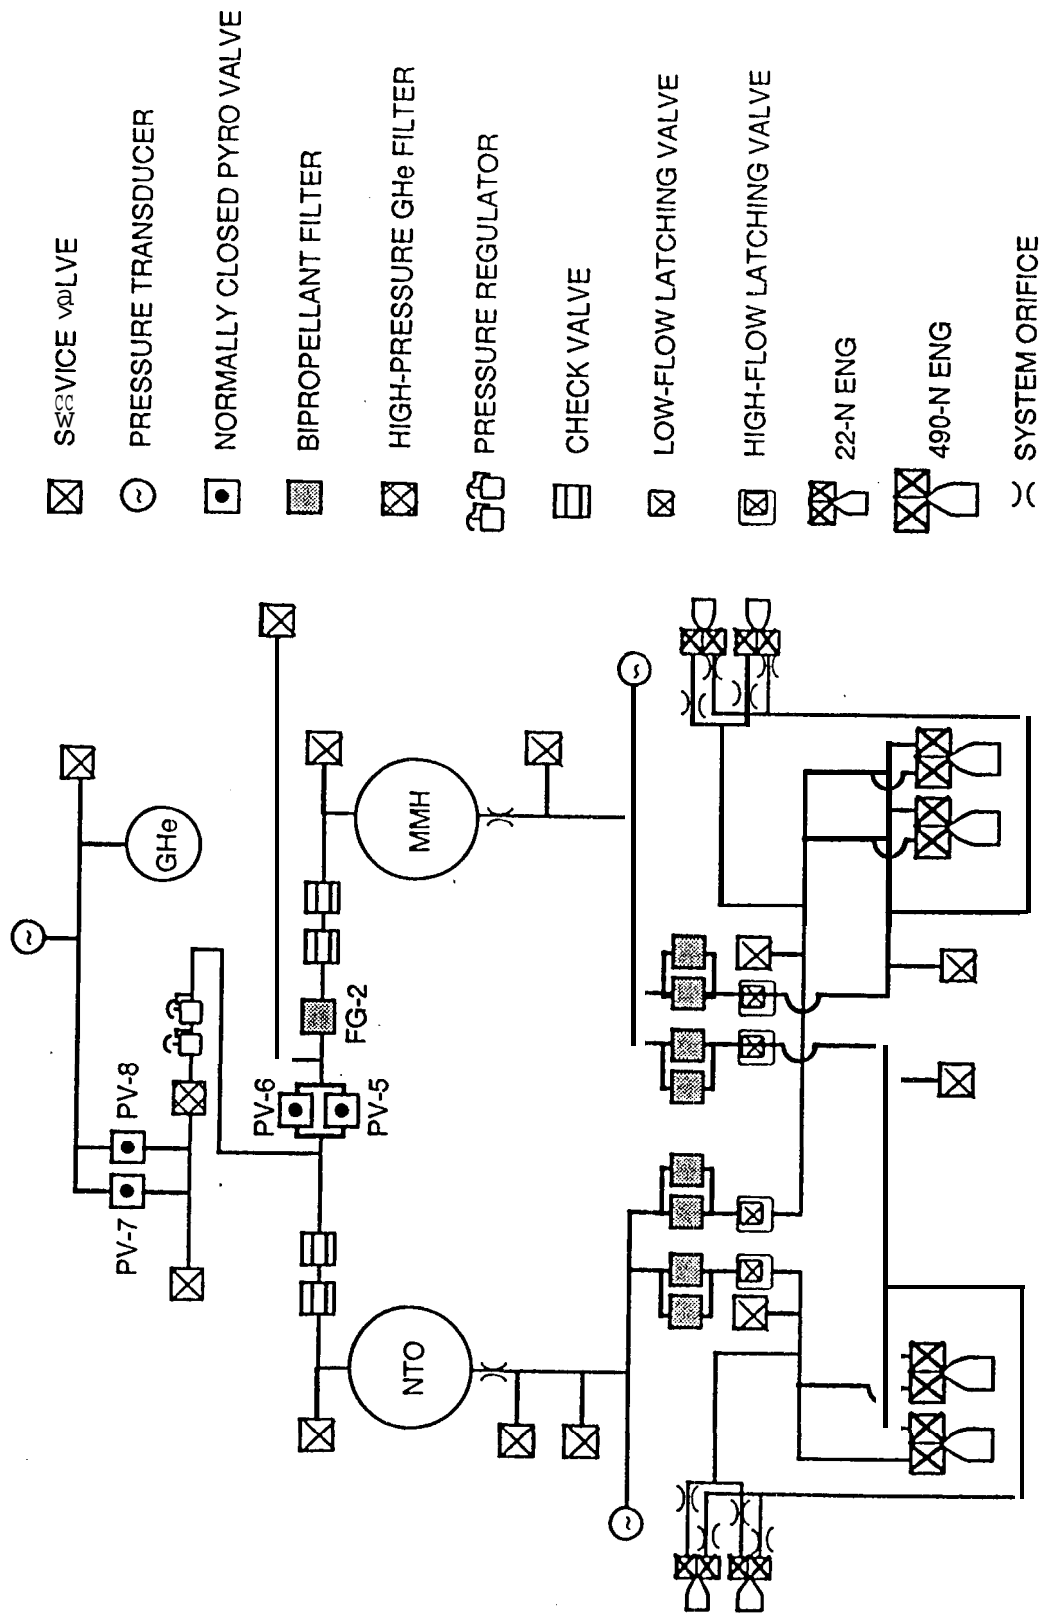 SERVICE VALVE
PRESSURE TRANSDUCER
NORMALLY CLOSED PYRO VALVE
BIPROPELLANT FILTER
HIGH-PRESSURE GHe FILTER
PRESSURE REGULATOR
CHECK VALVE
LOW-FLOW LATCHING VALVE
HIGH-FLOW LATCHING VALVE
22-N ENG
490-N ENG
SYSTEM ORIFICE
GHe
PV-7
PV-8
PV-6
PV-5
FG-2
NTO
MMH